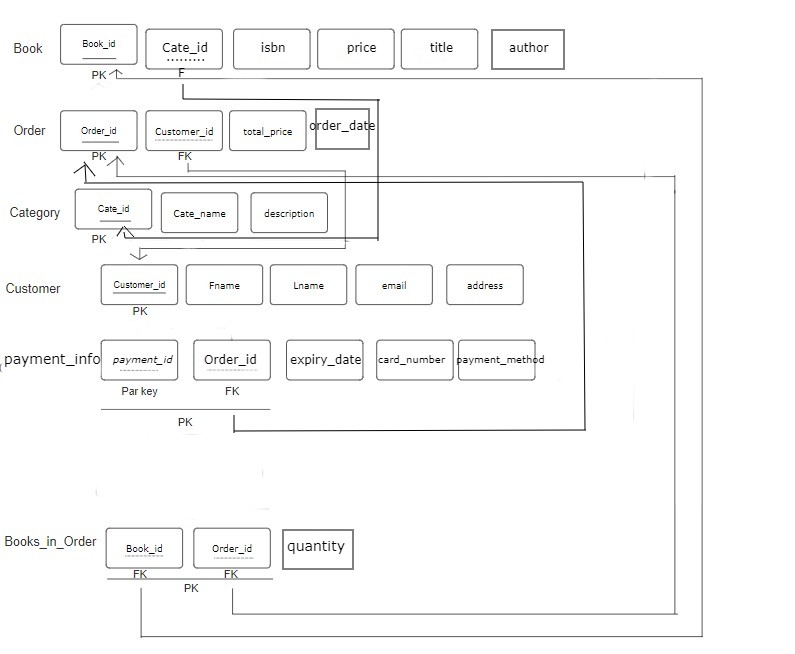 Book Book_id Cate_id isbn price title author
PK F
Order Order_id Customer_id total_price order_date
PK FK
Category Cate_id Cate_name description
PK
Customer Customer_id Fname Lname email address
PK
payment_info payment_id Order_id expiry_date card_number payment_method
Par key FK
PK
Books_in_Order Book_id Order_id quantity
FK FK
PK